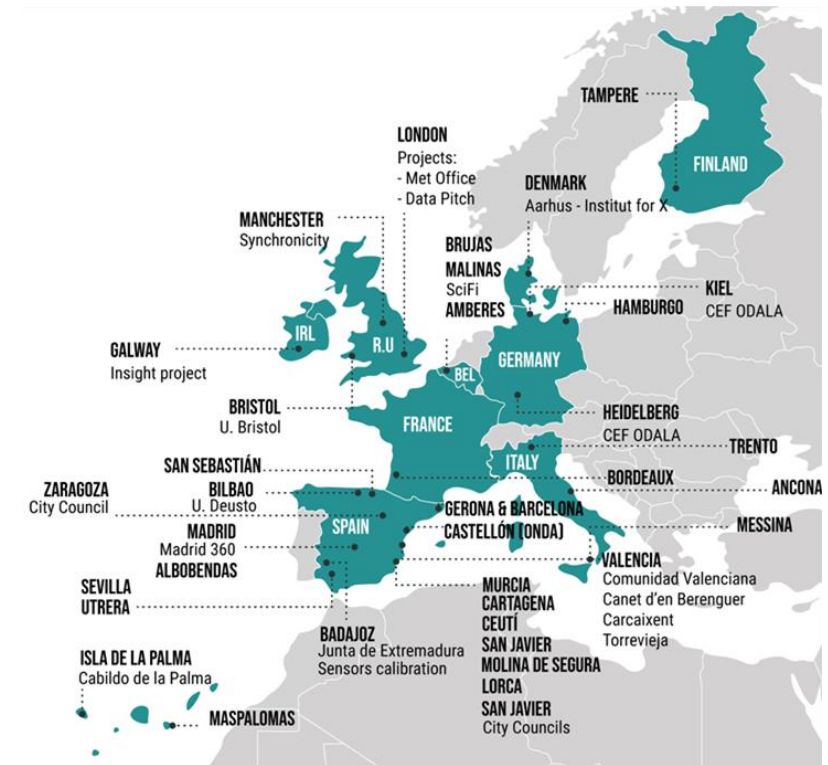 TAMPERE
FINLAND
LONDON
Projects:
- Met Office
- Data Pitch
DENMARK
Aarhus - Institut for X
MANCHESTER
Synchronicity
BRUJAS
MALINAS
SciFi
AMBERES
KIEL
CEF ODALA
HAMBURGO
IRL
R.U
GALWAY
Insight project
BEL
GERMANY
BRISTOL
U. Bristol
FRANCE
HEIDELBERG
CEF ODALA
TRENTO
ITALY
SAN SEBASTIÁN
BORDEAUX
ZARAGOZA
City Council
BILBAO
U. Deusto
ANCONA
GERONA & BARCELONA
CASTELLÓN (ONDA)
SPAIN
MADRID
Madrid 360
ALBOBENDAS
MESSINA
VALENCIA
Comunidad Valenciana
Canet d'en Berenguer
Carcaixent
Torrevieja
SEVILLA
UTRERA
MURCIA
CARTAGENA
CEUTÍ
SAN JAVIER
MOLINA DE SEGURA
LORCA
SAN JAVIER
City Councils
BADAJOZ
Junta de Extremadura
Sensors calibration
ISLA DE LA PALMA
Cabildo de la Palma
MASPALOMAS